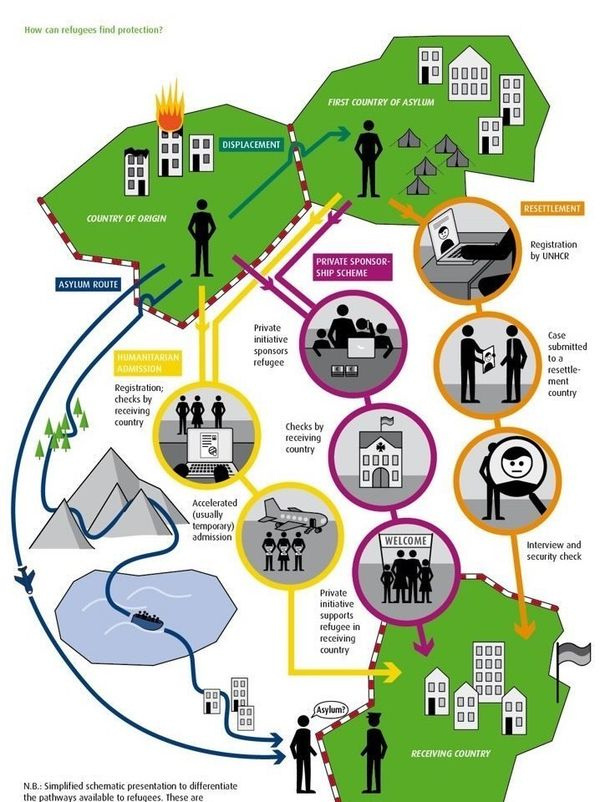 How can refugees find protection?
FIRST COUNTRY OF ASYLUM
DISPLACEMENT
COUNTRY OF ORIGIN
RESETTLEMENT
Registration
by UNHCR
PRIVATE SPONSOR-
SHIP SCHEME
ASYLUM ROUTE
Private
initiative
sponsors
refugee
Case
submitted
to a
resettle-
ment
country
HUMANITARIAN
ADMISSION
Registration;
checks by
receiving
country
Checks by
receiving
country
Accelerated
(usually
temporary)
admission
WELCOME
Interview and
security check
Private
initiative
supports
refugee in
receiving
country
Asylum?
RECEIVING COUNTRY
N.B.: Simplified schematic presentation to differentiate
the pathways available to refugees. These are